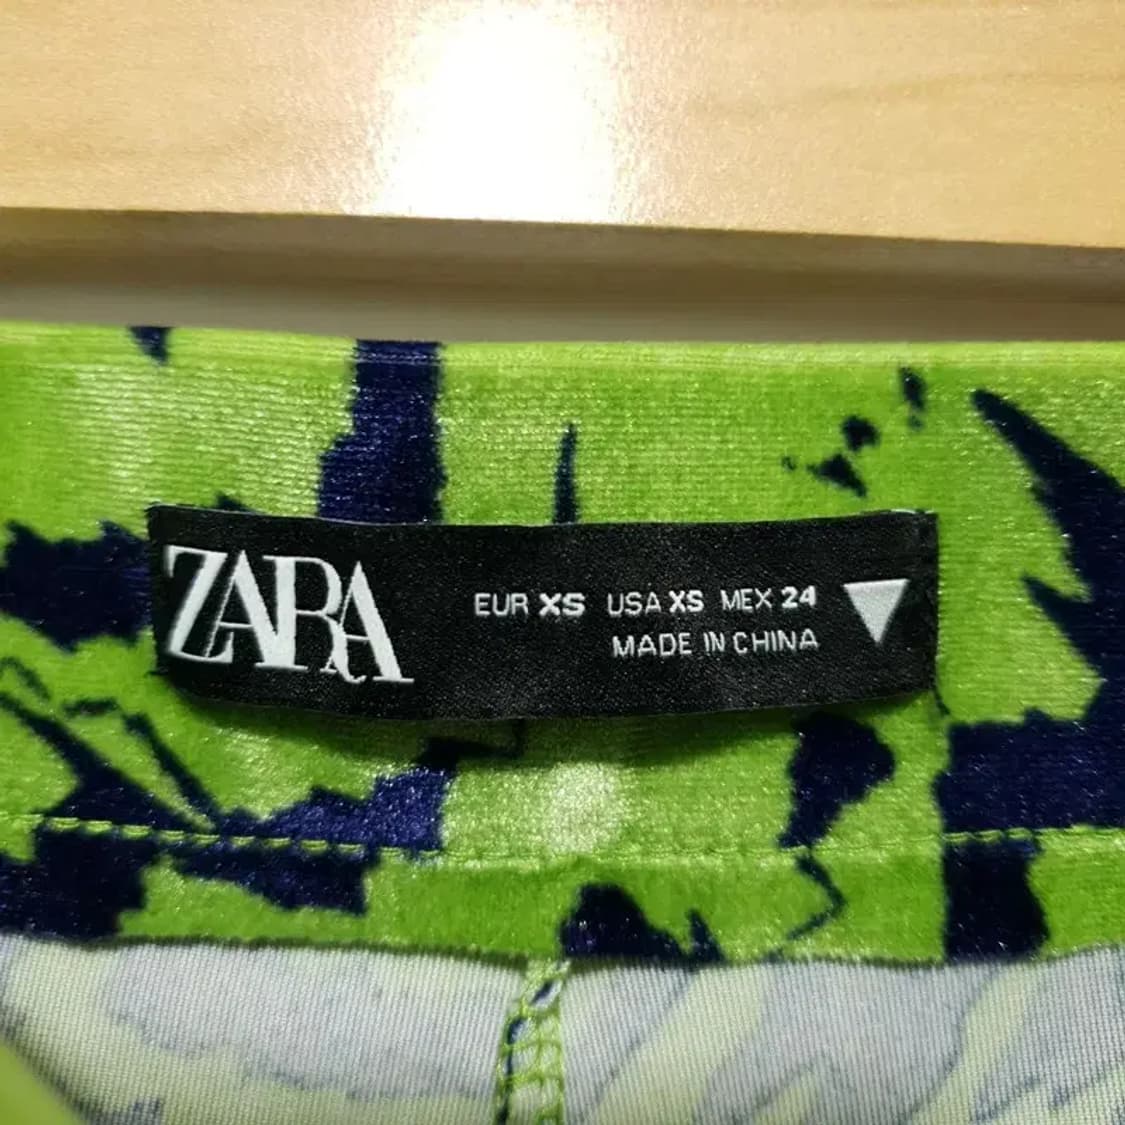 ZARA
EUR XS USA XS MEX 24
MADE IN CHINA